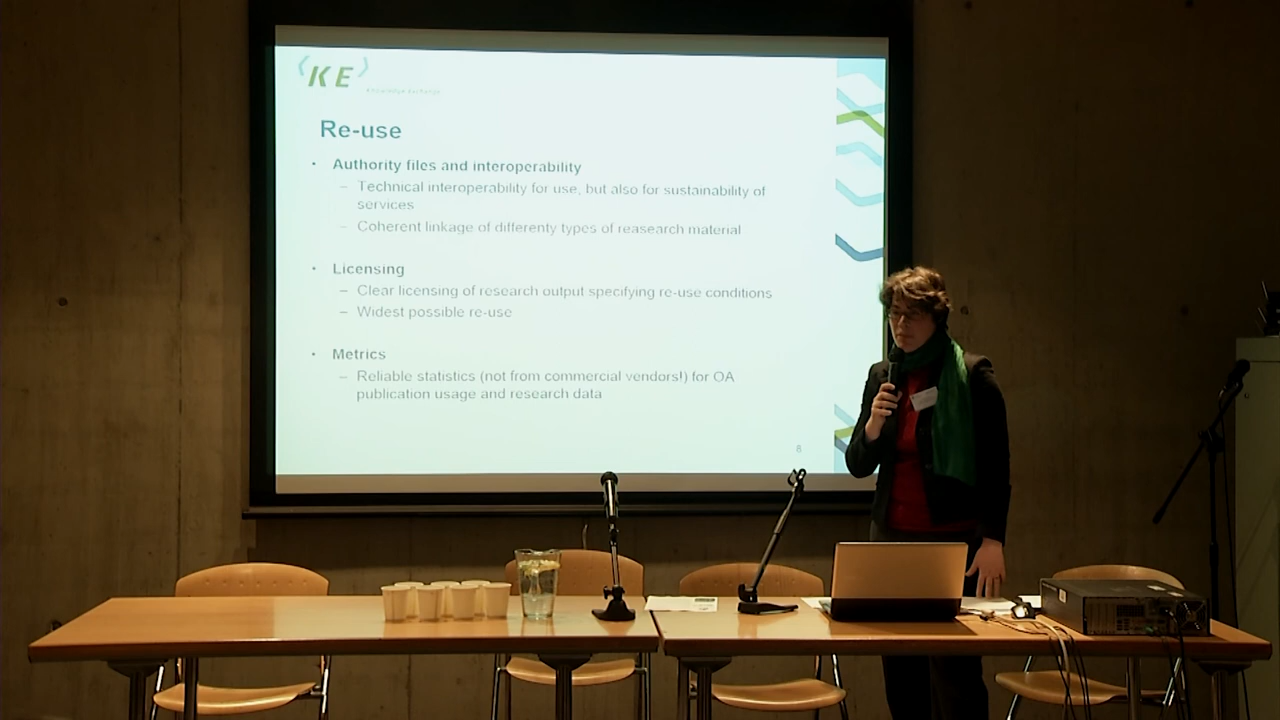 KE
Knowledge Exchange
Re-use
• Authority files and interoperability
– Technical interoperability for use, but also for sustainability of
services
– Coherent linkage of differenty types of reasearch material
• Licensing
– Clear licensing of research output specifying re-use conditions
– Widest possible re-use
• Metrics
– Reliable statistics (not from commercial vendors!) for OA
publication usage and research data
8